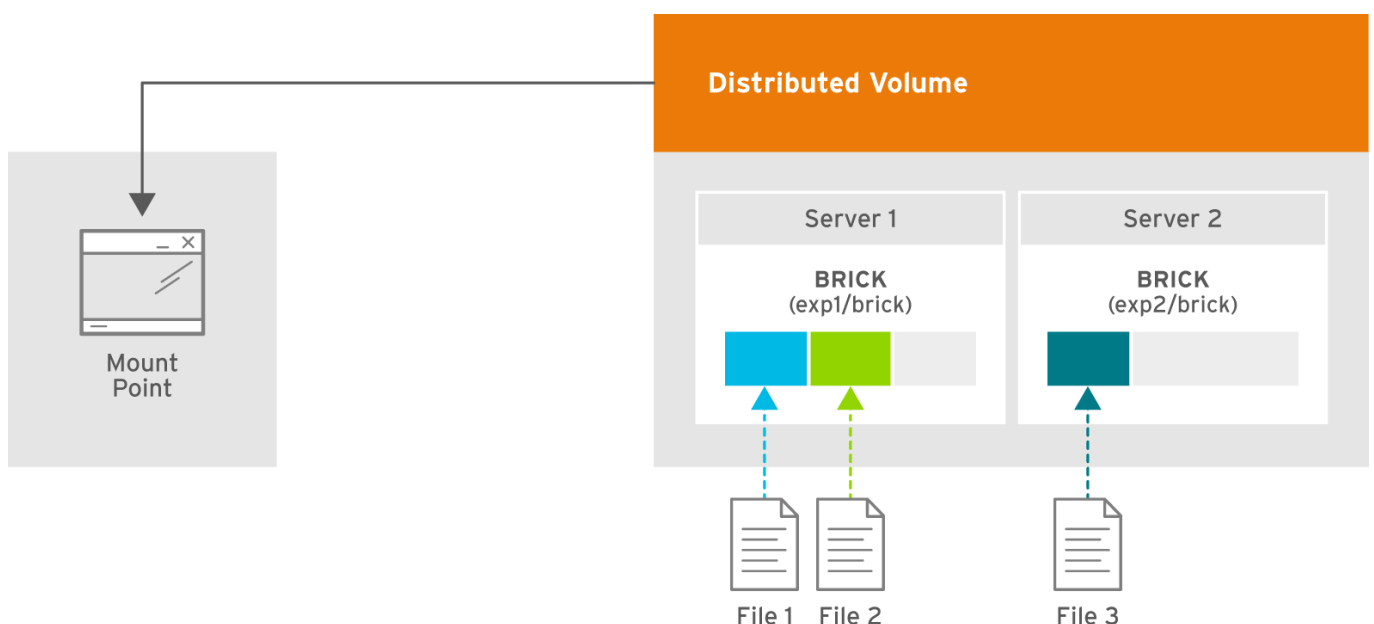 Distributed Volume
Server 1
Server 2
BRICK
(exp1/brick)
BRICK
(exp2/brick)
Mount
Point
File 1
File 2
File 3